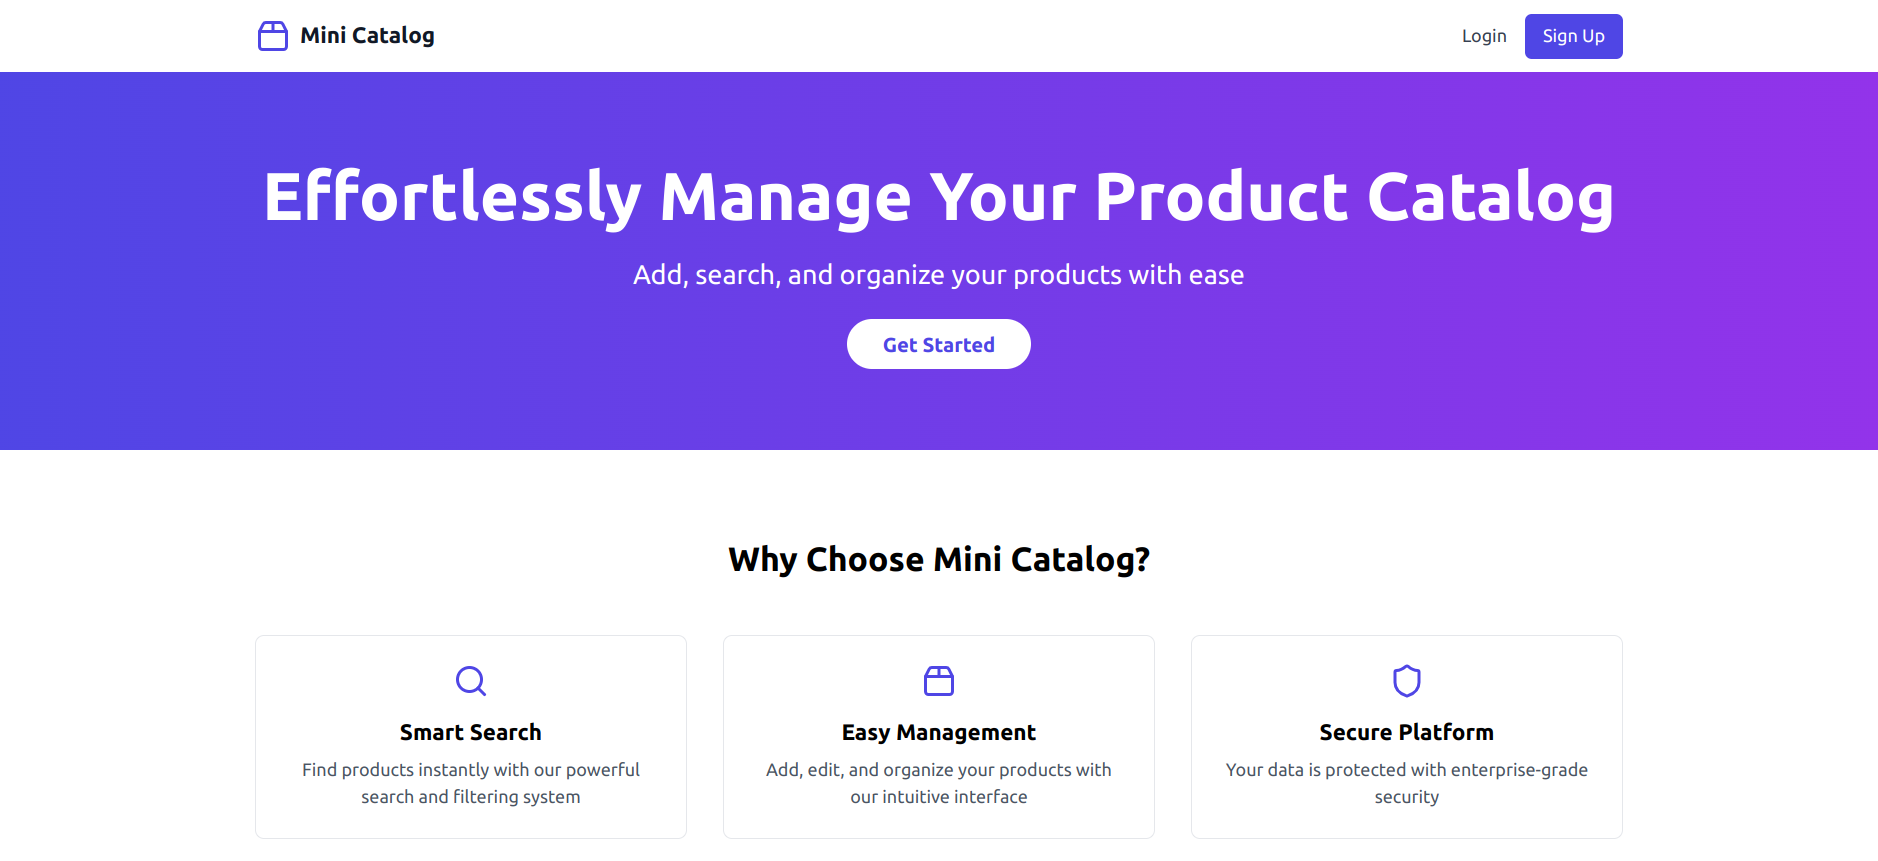 Mini Catalog
Login
Sign Up
Effortlessly Manage Your Product Catalog
Add, search, and organize your products with ease
Get Started
Why Choose Mini Catalog?
Smart Search
Find products instantly with our powerful
search and filtering system
Easy Management
Add, edit, and organize your products with
our intuitive interface
Secure Platform
Your data is protected with enterprise-grade
security